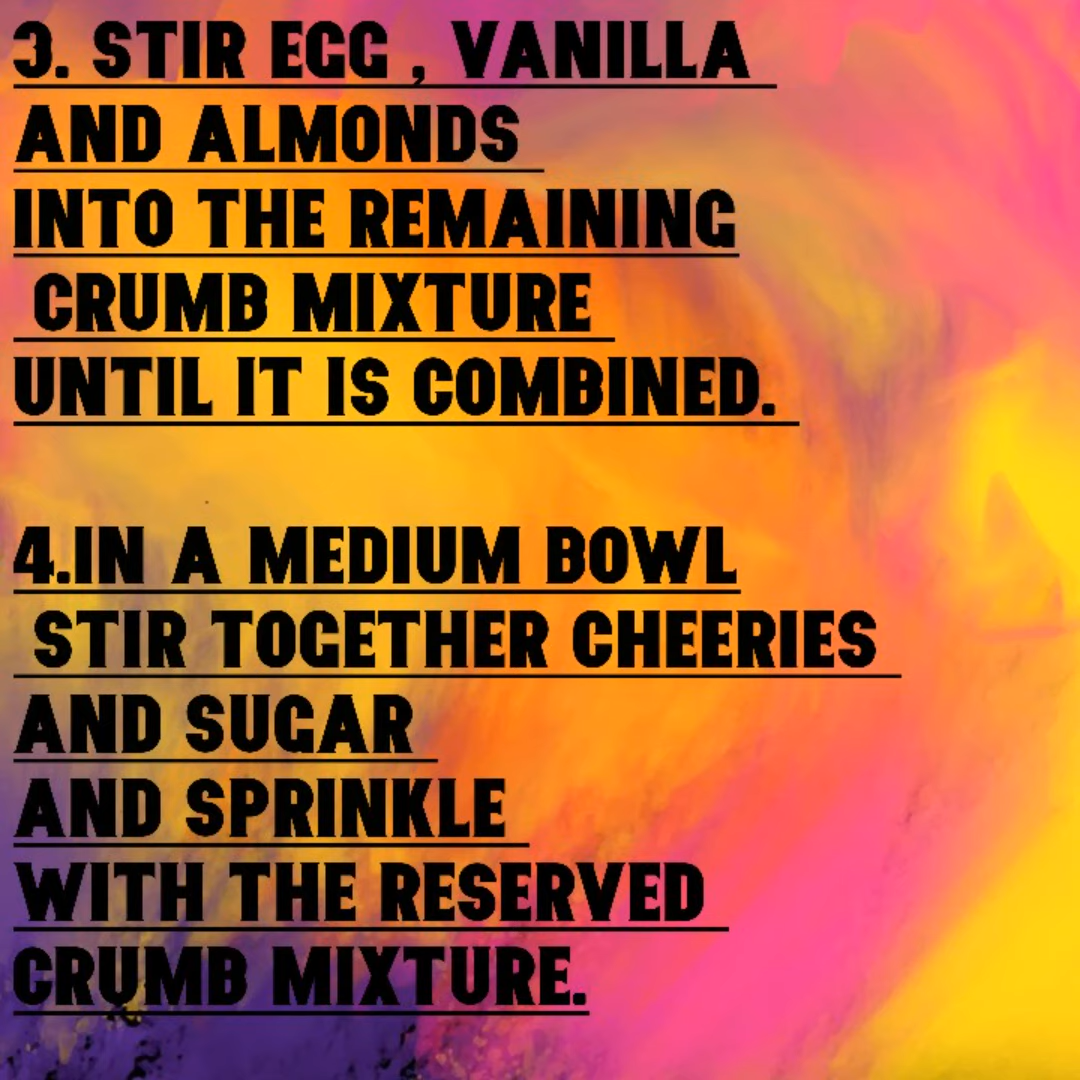 3. STIR EGG , VANILLA
AND ALMONDS
INTO THE REMAINING
CRUMB MIXTURE
UNTIL IT IS COMBINED.
4.IN A MEDIUM BOWL
STIR TOGETHER CHEERIES
AND SUGAR
AND SPRINKLE
WITH THE RESERVED
CRUMB MIXTURE.